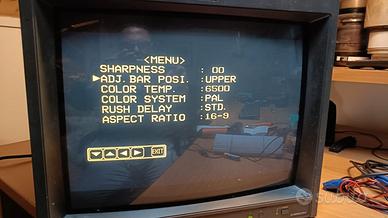 <MENU>
SHARPNESS : 00
►ADJ. BAR POSI. :UPPER
COLOR TEMP. :6500
COLOR SYSTEM :PAL
RUSH DELAY :STD.
ASPECT RATIO :16-9
▼▲◄► EXIT
subito